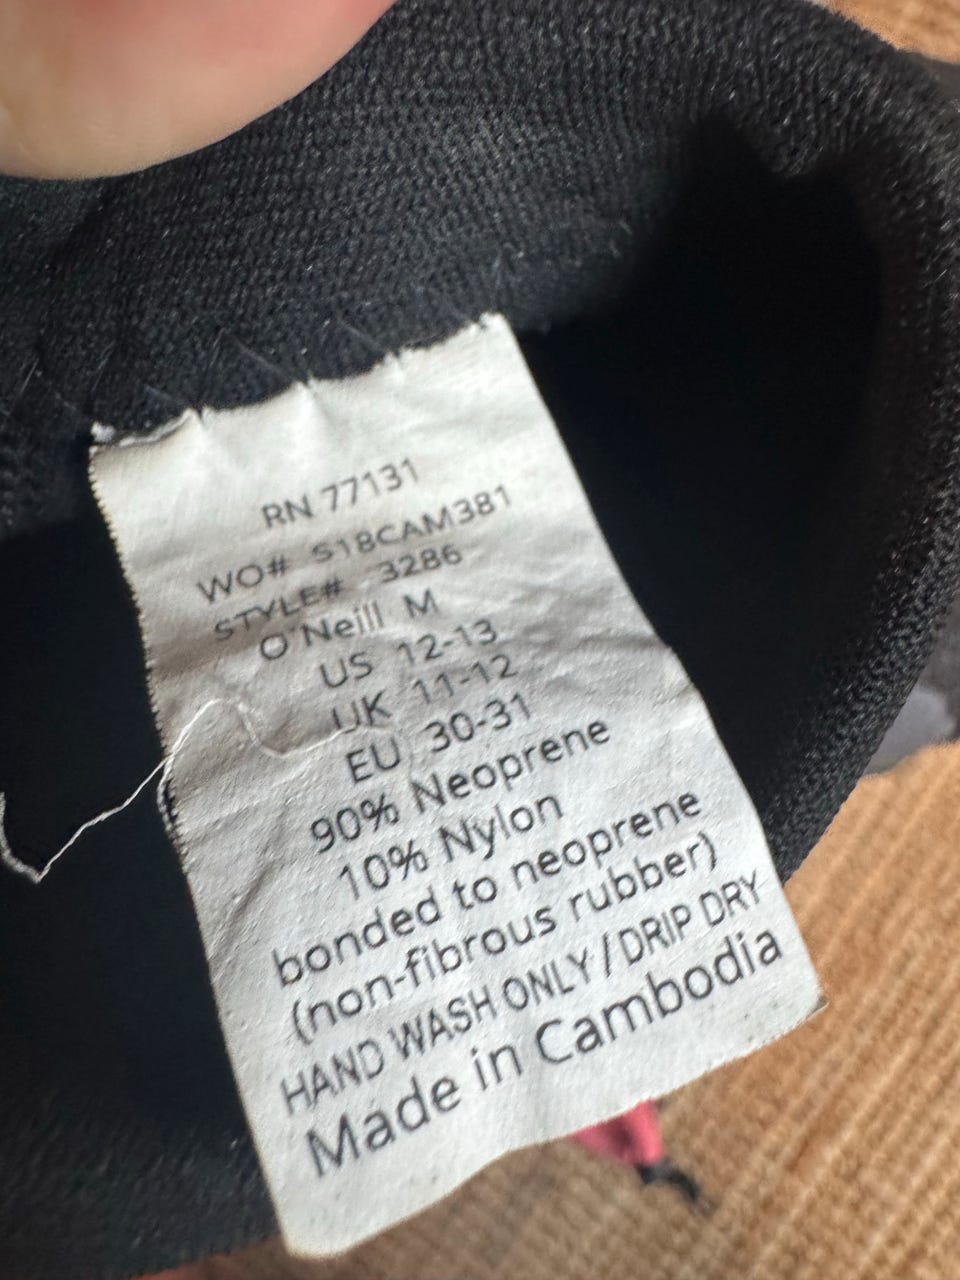 RN 77131
WO# S18CAM381
STYLE# 3286
O'Neill M
US 12-13
UK 11-12
EU 30-31
90% Neoprene
10% Nylon
bonded to neoprene
(non-fibrous rubber)
HAND WASH ONLY / DRIP DRY
Made in Cambodia